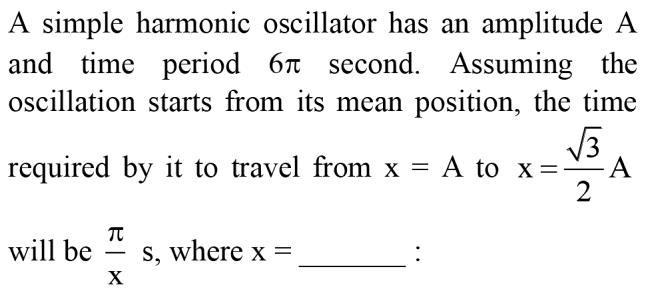 A simple harmonic oscillator has an amplitude A
and time period 6π second. Assuming the
oscillation starts from its mean position, the time
required by it to travel from x = A to x = √3/2 A
will be π/x s, where x = ________ :